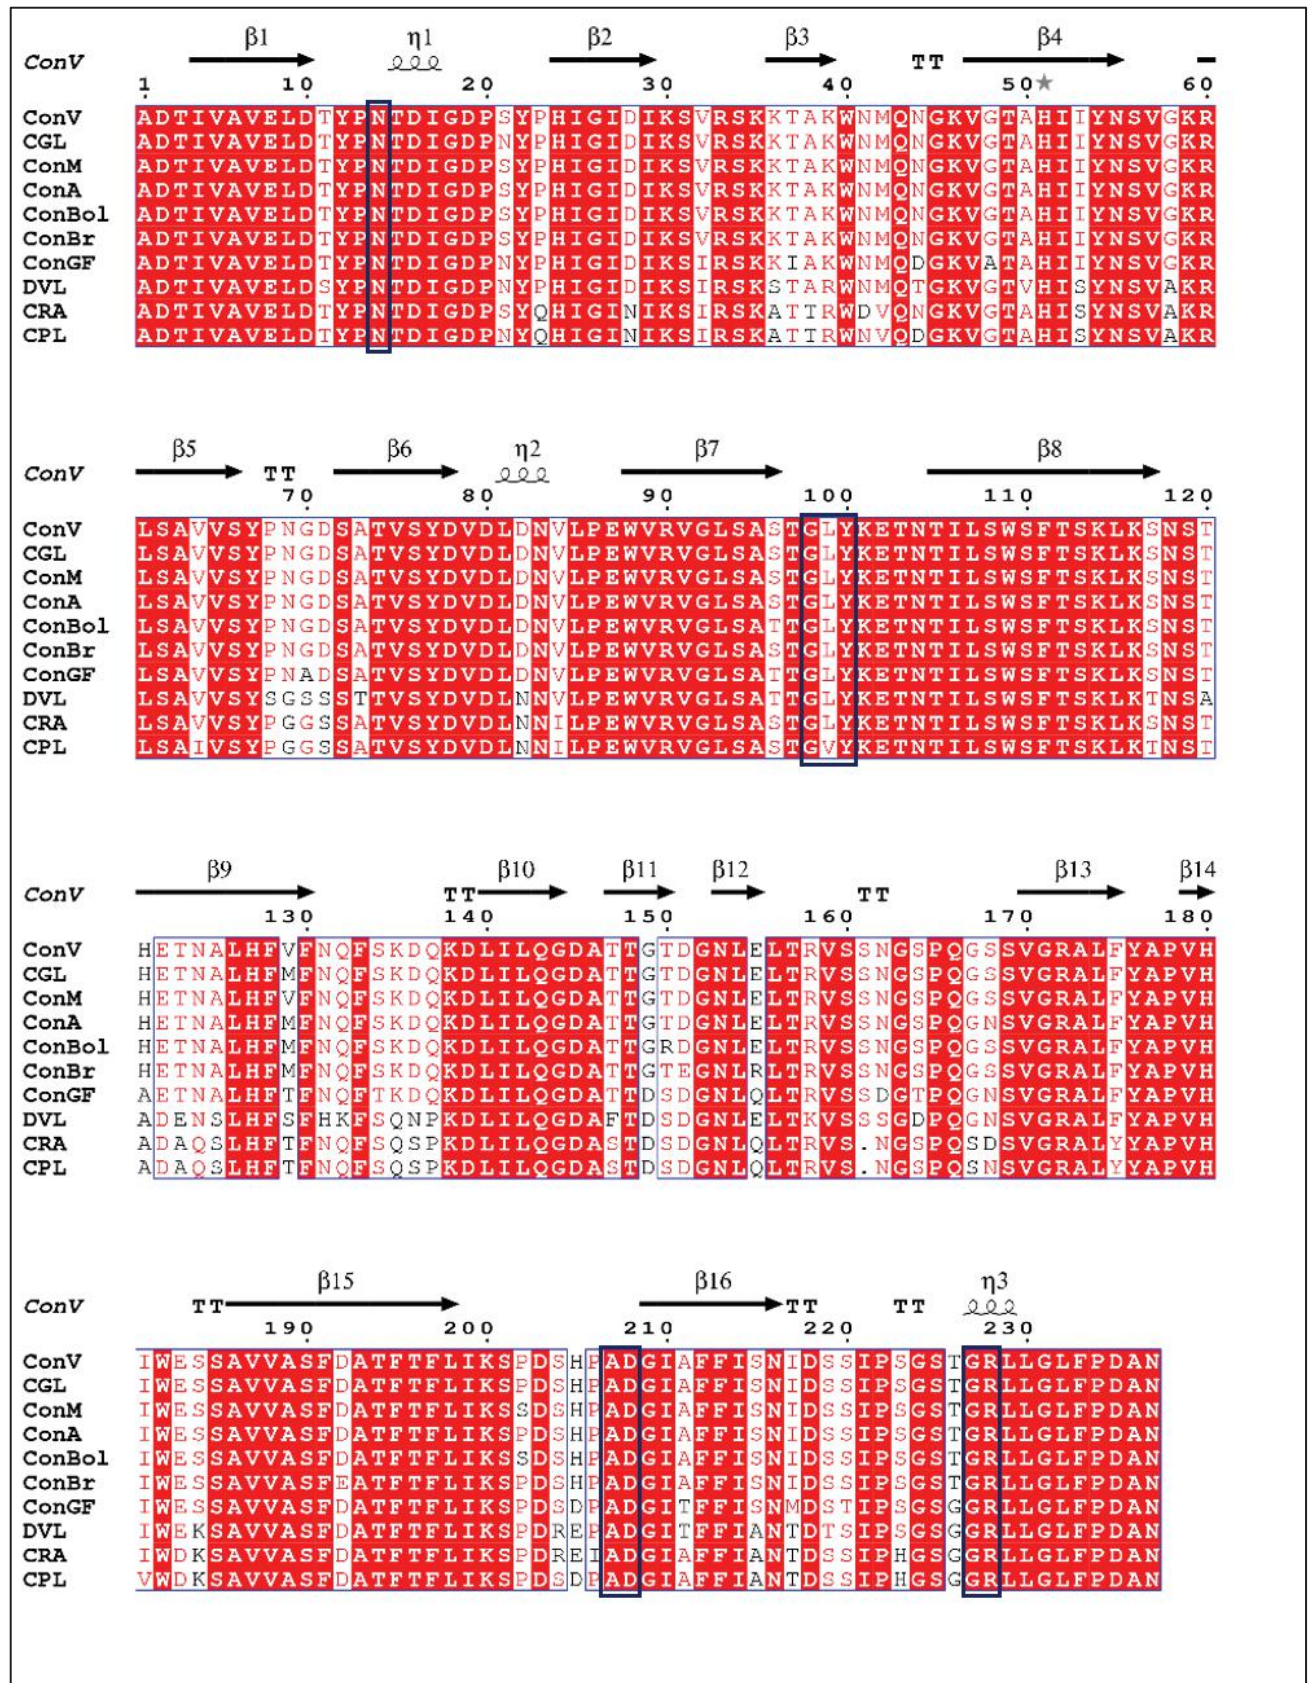 β1 η1 β2 β3 β4
ConV TT
1 10 20 30 40 50 ★ 60
ConV ADTIVAVELDTYPNTDIGDPSYPHIGIDIKSVRSKKTAKWNMQNGKVGTAHIIYNSVGKR
CGL ADTIVAVELDTYPNTDIGDPNYPHIGIDIKSVRSKKTAKWNMQNGKVGTAHIIYNSVGKR
ConM ADTIVAVELDTYPNTDIGDPSYPHIGIDIKSVRSKKTAKWNMQNGKVGTAHIIYNSVGKR
ConA ADTIVAVELDTYPNTDIGDPSYPHIGIDIKSVRSKKTAKWNMQNGKVGTAHIIYNSVGKR
ConBol ADTIVAVELDTYPNTDIGDPSYPHIGIDIKSVRSKKTAKWNMQNGKVGTAHIIYNSVGKR
ConBr ADTIVAVELDTYPNTDIGDPSYPHIGIDIKSVRSKKTAKWNMQNGKVGTAHIIYNSVGKR
ConGF ADTIVAVELDTYPNTDIGDPNYPHIGIDIKSIRSKKIAKWNMQDGKVATAHIIYNSVGKR
DVL ADTIVAVELDSYPNTDIGDPNYPHIGIDIKSIRSKSTARWNMQTGKVGTVHISYNSVAKR
CRA ADTIVAVELDTYPNTDIGDPSYQHIGINIKSIRSKATTRWDVQNGKVGTAHISYNSVAKR
CPL ADTIVAVELDTYPNTDIGDPNYQHIGINIKSIRSKATTRWNVQDGKVGTAHISYNSVAKR
β5 β6 η2 β7 β8
ConV TT
70 80 90 100 110 120
ConV LSAVVSYPNGDSATVSYDVDLDNVLPEWVRVGLSASTGLYKETNTILSWSFTSKLKSNST
CGL LSAVVSYPNGDSATVSYDVDLDNVLPEWVRVGLSASTGLYKETNTILSWSFTSKLKSNST
ConM LSAVVSYPNGDSATVSYDVDLDNVLPEWVRVGLSASTGLYKETNTILSWSFTSKLKSNST
ConA LSAVVSYPNGDSATVSYDVDLDNVLPEWVRVGLSASTGLYKETNTILSWSFTSKLKSNST
ConBol LSAVVSYPNGDSATVSYDVDLDNVLPEWVRVGLSATTGLYKETNTILSWSFTSKLKSNST
ConBr LSAVVSYPNGDSATVSYDVDLDNVLPEWVRVGLSASTGLYKETNTILSWSFTSKLKSNST
ConGF LSAVVSYPNADSATVSYDVDLDNVLPEWVRVGLSATTGLYKETNTILSWSFTSKLKSNST
DVL LSAVVSYSGSSSTTVSYDVDLNNVLPEWVRVGLSATTGLYKETNTILSWSFTSKLKTNSA
CRA LSAVVSYPGGSSATVSYDVDLNNILPEWVRVGLSASTGLYKETNTILSWSFTSKLKSNST
CPL LSAIVSYPGGSSATVSYDVDLNNILPEWVRVGLSASTGVYKETNTILSWSFTSKLKTNST
β9 β10 β11 β12 β13 β14
ConV TT TT
130 140 150 160 170 180
ConV HETNALHFVFNQFSKDQKDLILQGDATTGTDGNLELTRVSSNGSPQGSSVGRALFYAPVH
CGL HETNALHFMFNQFSKDQKDLILQGDATTGTDGNLELTRVSSNGSPQGSSVGRALFYAPVH
ConM HETNALHFVFNQFSKDQKDLILQGDATTGTDGNLELTRVSSNGSPQGSSVGRALFYAPVH
ConA HETNALHFMFNQFSKDQKDLILQGDATTGTDGNLELTRVSSNGSPQGNSVGRALFYAPVH
ConBol HETNALHFMFNQFSKDQKDLILQGDATTGRDGNLELTRVSSNGSPQGSSVGRALFYAPVH
ConBr HETNALHFMFNQFSKDQKDLILQGDATTGTEGNLRLTRVSSNGSPQGSSVGRALFYAPVH
ConGF AETNALHFTFNQFTKDQKDLILQGDATTDSDGNLQLTRVSSDGTPQGNSVGRALFYAPVH
DVL ADENSLHFSFHKFSQNPKDLILQGDAFTDSDGNLELTKVSSSGDPQGNSVGRALFYAPVH
CRA ADAQSLHFTFNQFSQSPKDLILQGDASTDSDGNLQLTRVS.NGSPQSDSVGRALYYAPVH
CPL ADAQSLHFTFNQFSQSPKDLILQGDASTDSDGNLQLTRVS.NGSPQSNSVGRALYYAPVH
β15 β16 η3
ConV TT TT TT
190 200 210 220 230
ConV IWESSAVVASFDATFTFLIKSPDSHPADGIAFFISNIDSSIPSGSTGRLLGLFPDAN
CGL IWESSAVVASFDATFTFLIKSPDSHPADGIAFFISNIDSSIPSGSTGRLLGLFPDAN
ConM IWESSAVVASFDATFTFLIKSSDSHPADGIAFFISNIDSSIPSGSTGRLLGLFPDAN
ConA IWESSAVVASFDATFTFLIKSPDSHPADGIAFFISNIDSSIPSGSTGRLLGLFPDAN
ConBol IWESSAVVASFDATFTFLIKSSDSHPADGIAFFISNIDSSIPSGSTGRLLGLFPDAN
ConBr IWESSAVVASFEATFTFLIKSPDSHPADGIAFFISNIDSSIPSGSTGRLLGLFPDAN
ConGF IWESSAVVASFDATFTFLIKSPDSDPADGITFFISNMDSTIPSGSGGRLLGLFPDAN
DVL IWEKSAVVASFDATFTFLIKSPDREPADGITFFIANTDTSIPSGSGGRLLGLFPDAN
CRA IWDKSAVVASFDATFTFLIKSPDREIADGIAFFIANTDSSIPHGSGGRLLGLFPDAN
CPL VWDKSAVVASFDATFTFLIKSPDSDPADGIAFFIANTDSSIPHGSGGRLLGLFPDAN